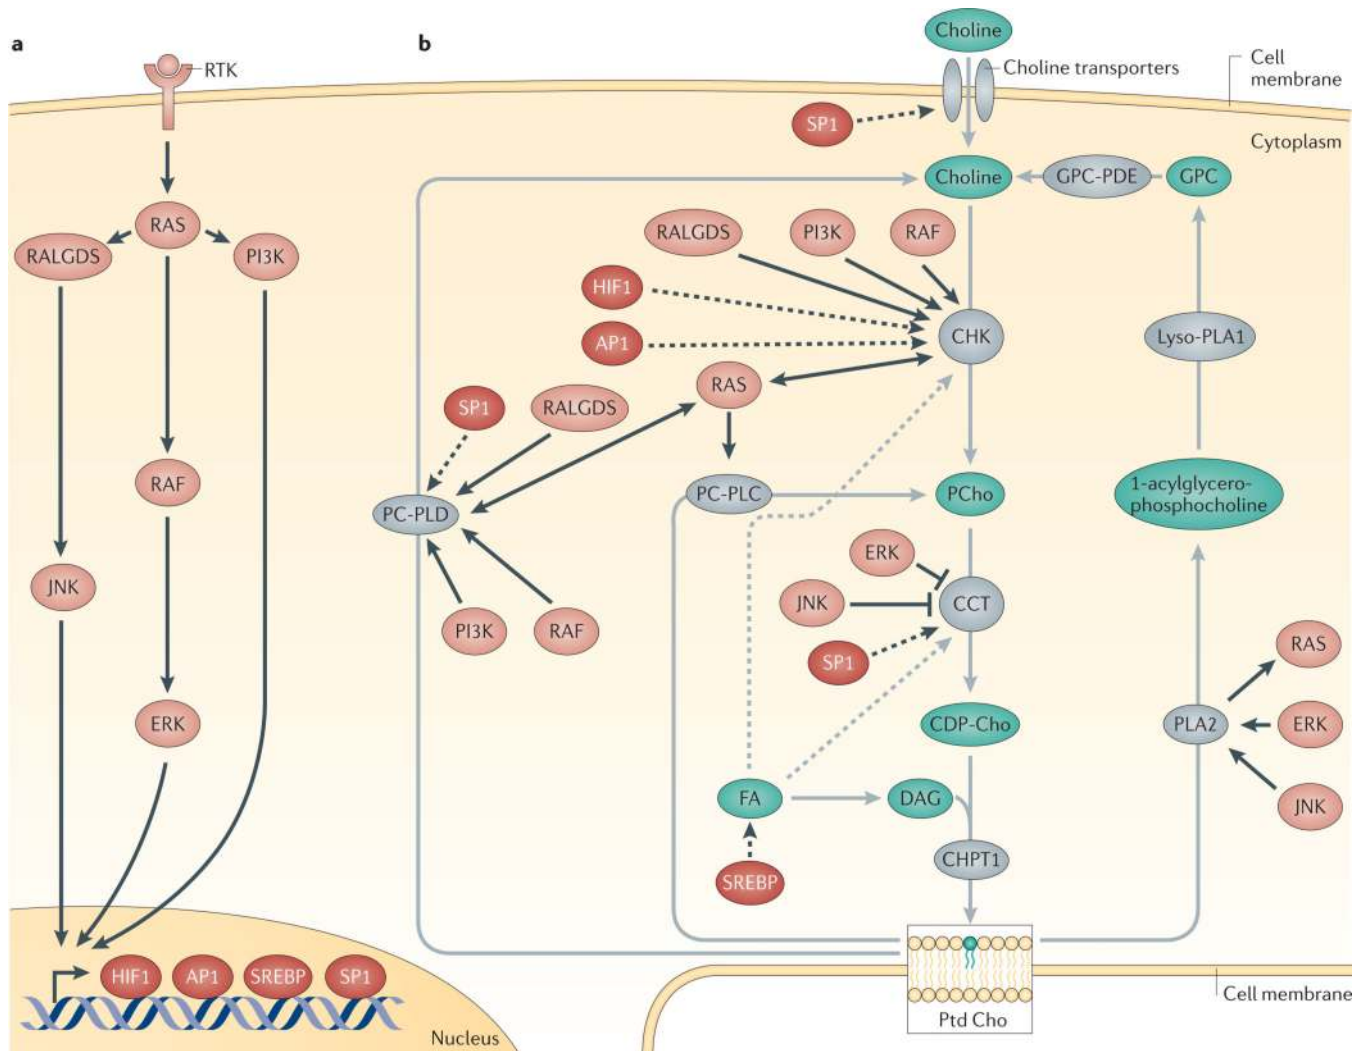 a
b
Choline
RTK
Choline transporters
Cell
membrane
SP1
Cytoplasm
Choline
GPC-PDE
GPC
RAS
RALGDS
PI3K
RALGDS
PI3K
RAF
HIF1
AP1
CHK
Lyso-PLA1
RAS
SP1
RALGDS
RAF
PC-PLD
PC-PLC
PCho
1-acylglycero-
phosphocholine
ERK
JNK
JNK
CCT
PI3K
RAF
SP1
RAS
ERK
CDP-Cho
PLA2
ERK
FA
DAG
JNK
CHPT1
SREBP
HIF1
AP1
SREBP
SP1
Cell membrane
Ptd Cho
Nucleus